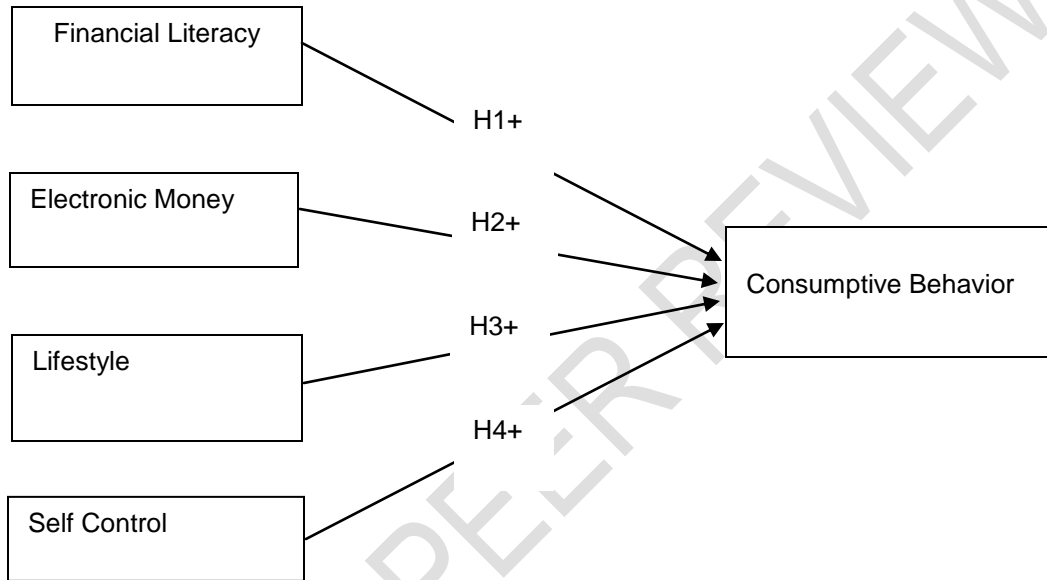 Financial Literacy
H1+
Electronic Money
H2+
Consumptive Behavior
H3+
Lifestyle
H4+
Self Control
PEER REVIEW